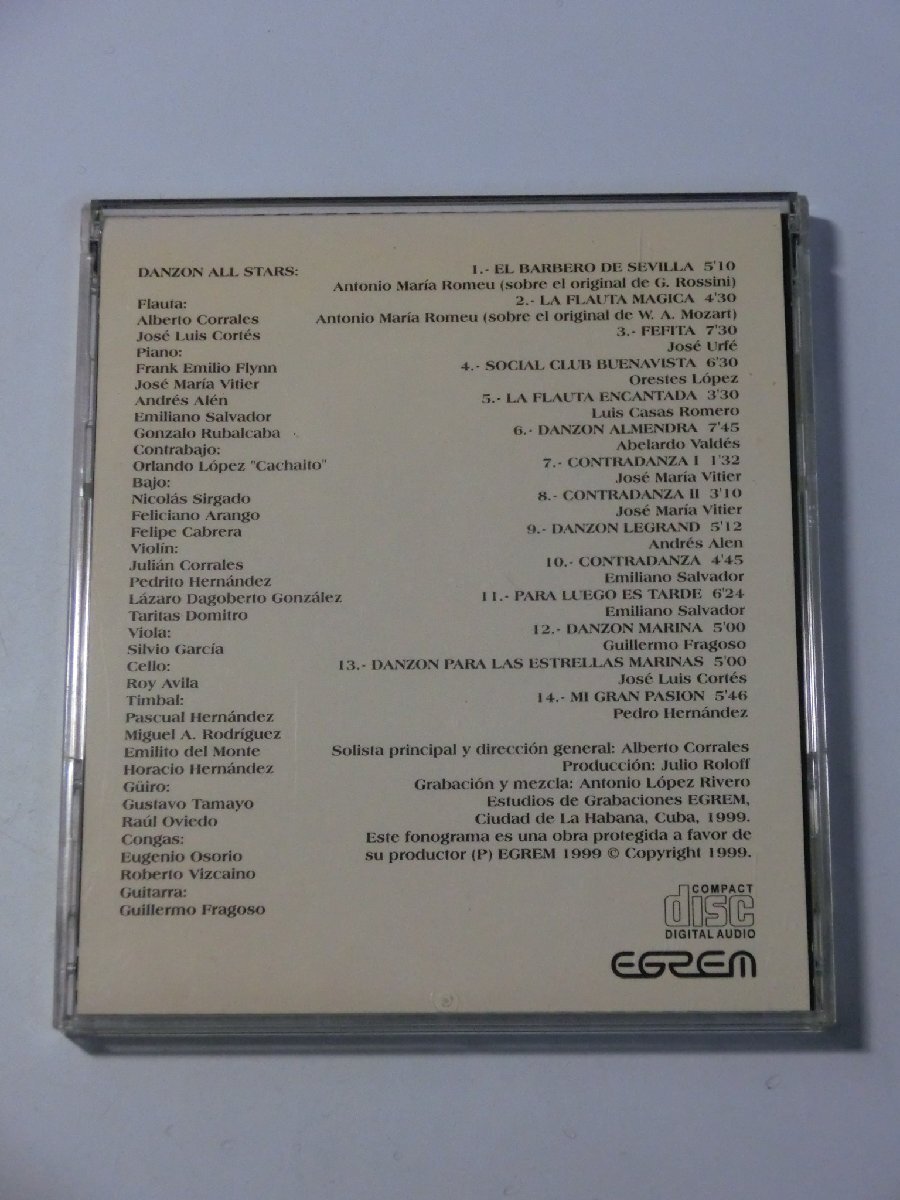 DANZON ALL STARS:
Flauta:
Alberto Corrales
José Luis Cortés
Piano:
Frank Emilio Flynn
José María Vitier
Andrés Alén
Emiliano Salvador
Gonzalo Rubalcaba
Contrabajo:
Orlando López "Cachaito"
Bajo:
Nicolás Sirgado
Feliciano Arango
Felipe Cabrera
Violín:
Julián Corrales
Pedrito Hernández
Lázaro Dagoberto González
Taritas Domitro
Viola:
Silvio García
Cello:
Roy Avila
Timbal:
Pascual Hernández
Miguel A. Rodríguez
Emilito del Monte
Horacio Hernández
Güiro:
Gustavo Tamayo
Raúl Oviedo
Congas:
Eugenio Osorio
Roberto Vizcaino
Guitarra:
Guillermo Fragoso
1.- EL BARBERO DE SEVILLA 5'10
Antonio María Romeu (sobre el original de G. Rossini)
2.- LA FLAUTA MAGICA 4'30
Antonio María Romeu (sobre el original de W. A. Mozart)
3.- FEFITA 7'30
José Urfé
4.- SOCIAL CLUB BUENAVISTA 6'30
Orestes López
5.- LA FLAUTA ENCANTADA 3'30
Luis Casas Romero
6.- DANZON ALMENDRA 7'45
Abelardo Valdés
7.- CONTRADANZA I 1'32
José María Vitier
8.- CONTRADANZA II 3'10
José María Vitier
9.- DANZON LEGRAND 5'12
Andrés Alen
10.- CONTRADANZA 4'45
Emiliano Salvador
11.- PARA LUEGO ES TARDE 6'24
Emiliano Salvador
12.- DANZON MARINA 5'00
Guillermo Fragoso
13.- DANZON PARA LAS ESTRELLAS MARINAS 5'00
José Luis Cortés
14.- MI GRAN PASION 5'46
Pedro Hernández
Solista principal y dirección general: Alberto Corrales
Producción: Julio Roloff
Grabación y mezcla: Antonio López Rivero
Estudios de Grabaciones EGREM,
Ciudad de La Habana, Cuba, 1999.
Este fonograma es una obra protegida a favor de
su productor (P) EGREM 1999 © Copyright 1999.
COMPACT
disc
DIGITAL AUDIO
EGREM